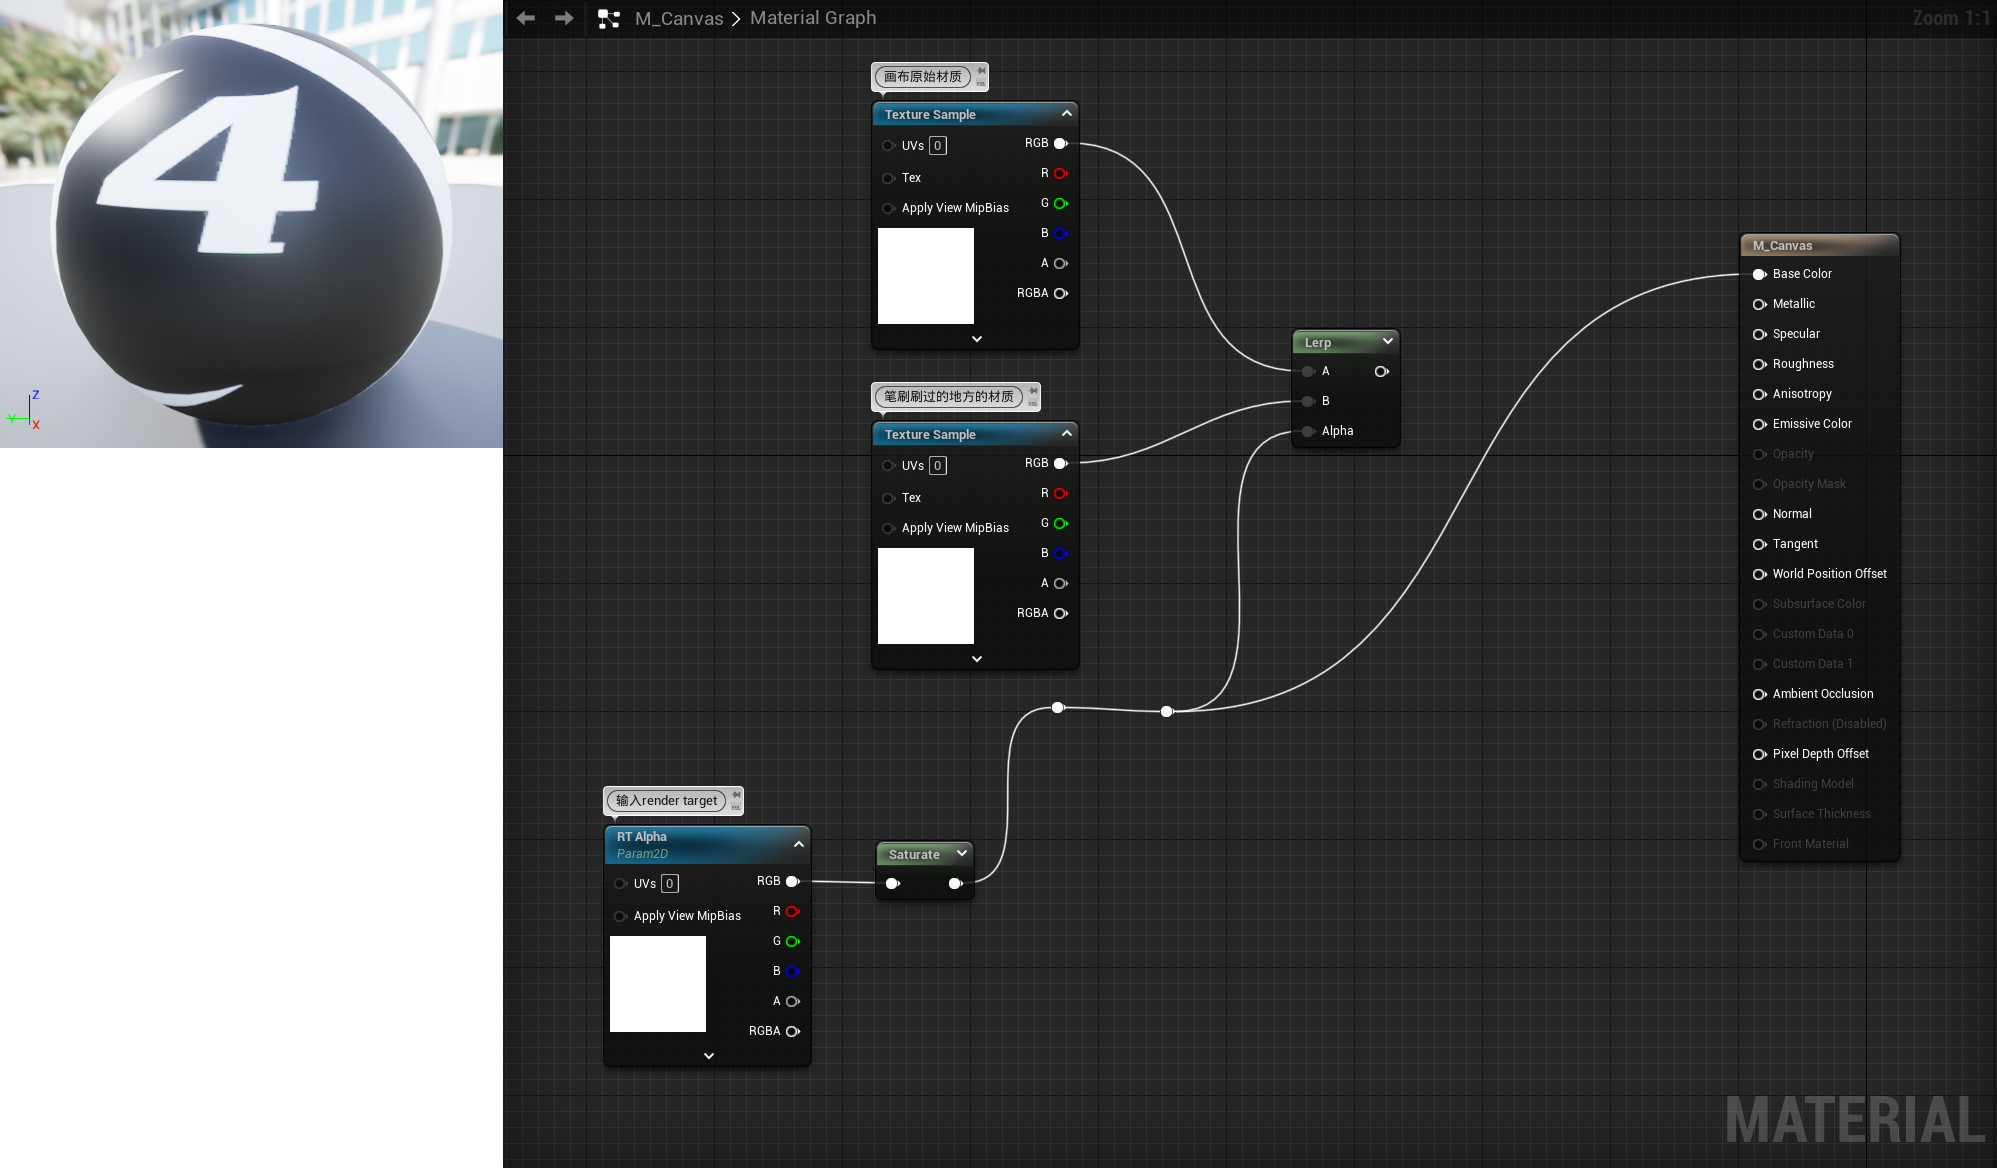 M_Canvas > Material Graph
Zoom 1:1
4
Z
Y
X
画布原始材质
Texture Sample
UVs 0
Tex
Apply View MipBias
RGB
R
G
B
A
RGBA
笔刷刷过的地方的材质
Texture Sample
UVs 0
Tex
Apply View MipBias
RGB
R
G
B
A
RGBA
Lerp
A
B
Alpha
输入render target
RT Alpha
Param2D
UVs 0
Apply View MipBias
RGB
R
G
B
A
RGBA
Saturate
M_Canvas
Base Color
Metallic
Specular
Roughness
Anisotropy
Emissive Color
Opacity
Opacity Mask
Normal
Tangent
World Position Offset
Subsurface Color
Custom Data 0
Custom Data 1
Ambient Occlusion
Refraction (Disabled)
Pixel Depth Offset
Shading Model
Surface Thickness
Front Material
MATERIAL